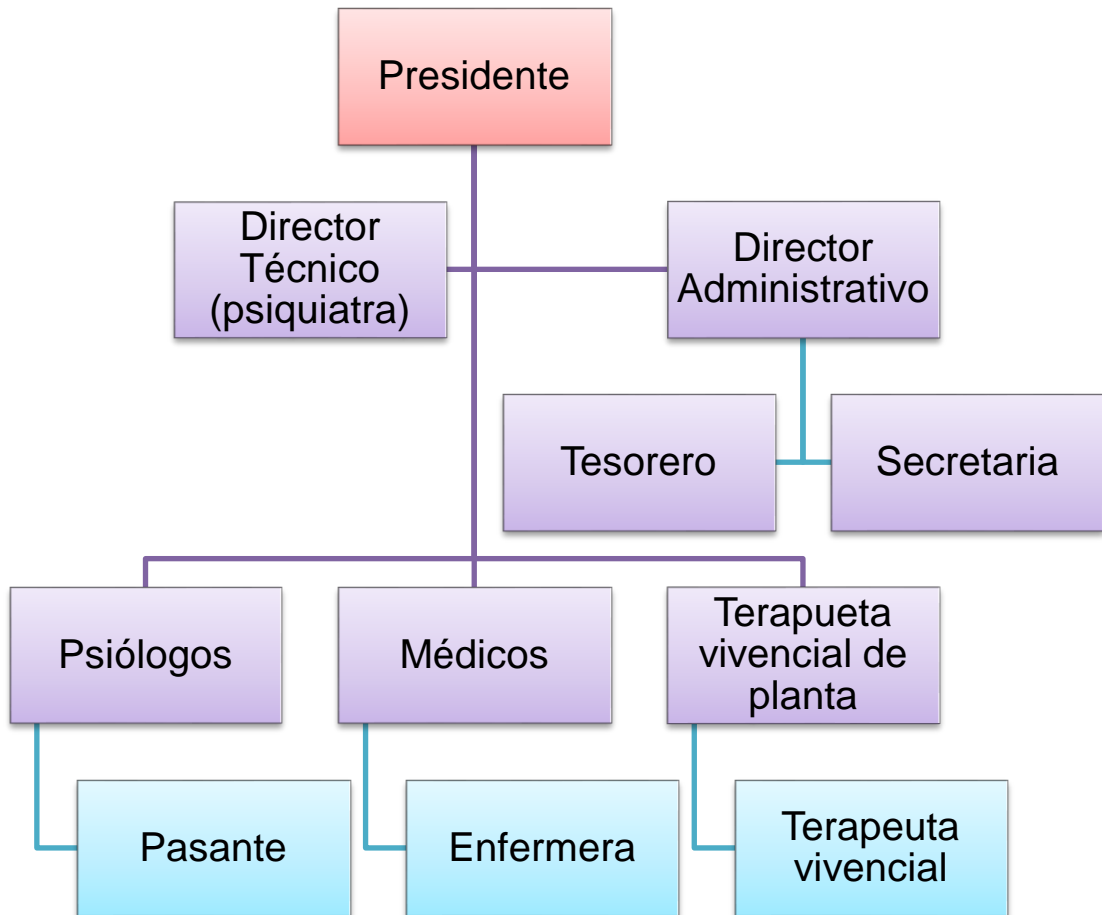 Presidente
Director
Técnico
(psiquiatra)
Director
Administrativo
Tesorero
Secretaria
Psiólogos
Médicos
Terapueta
vivencial de
planta
Pasante
Enfermera
Terapeuta
vivencial